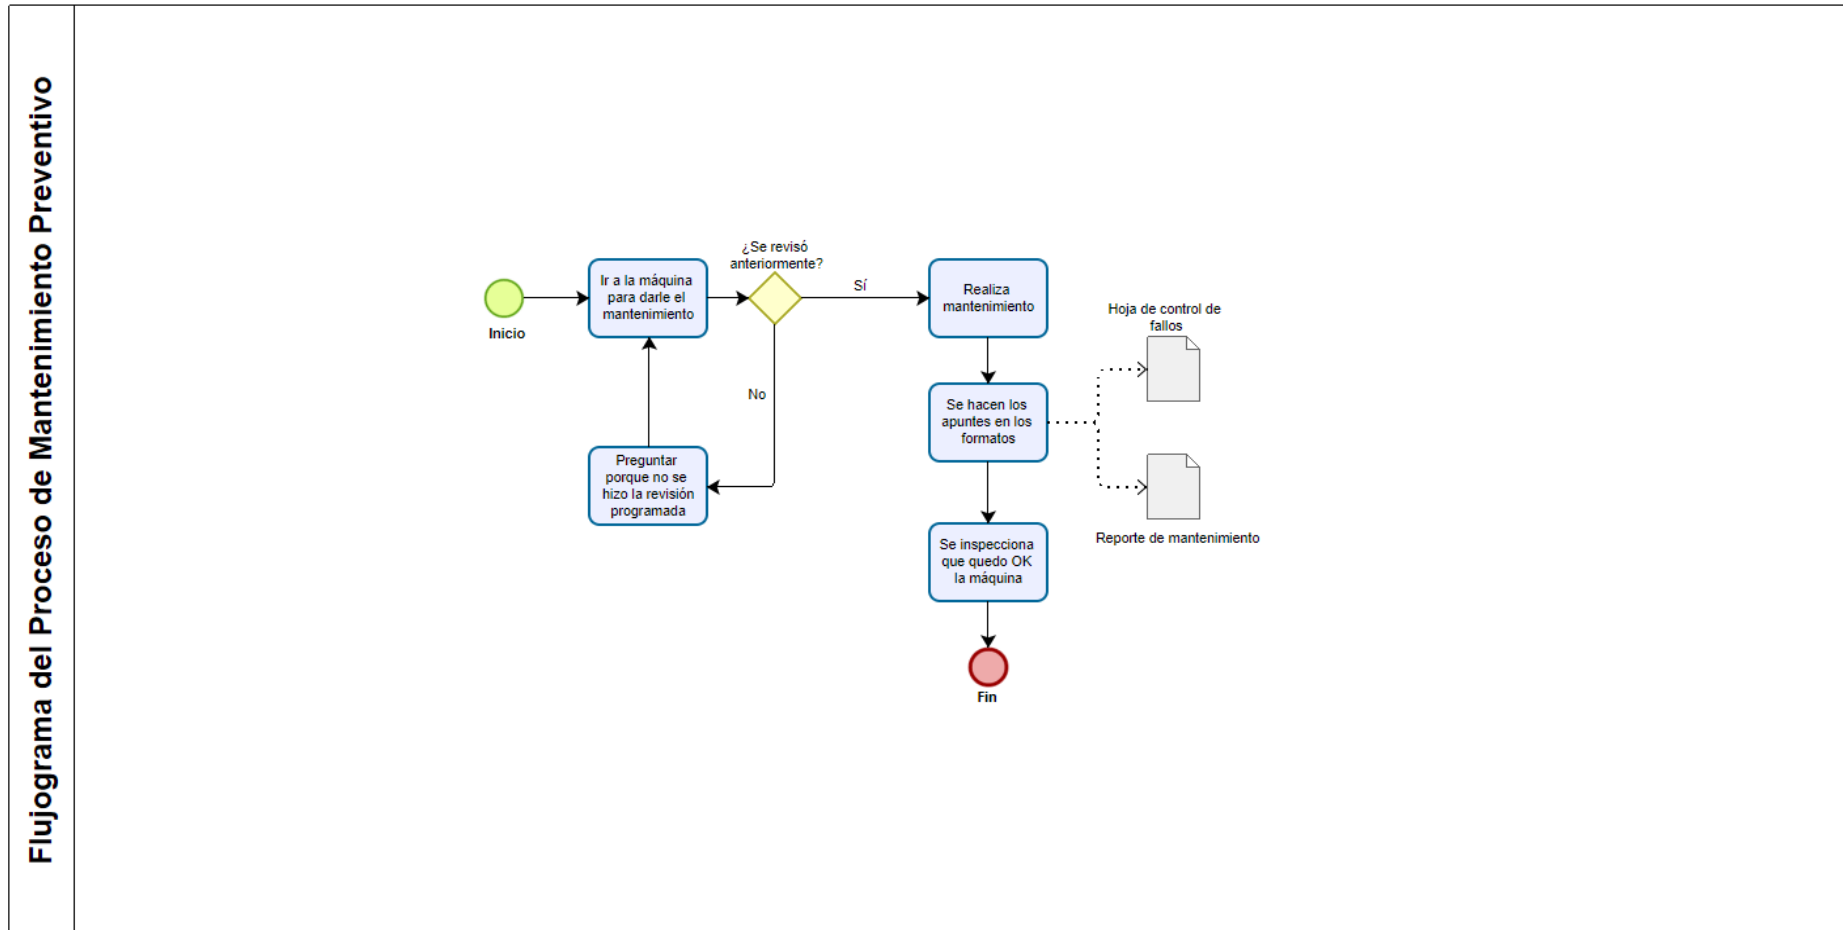 Flujograma del Proceso de Mantenimiento Preventivo
Inicio
Ir a la máquina
para darle el
mantenimiento
¿Se revisó
anteriormente?
Sí
No
Preguntar
porque no se
hizo la revisión
programada
Realiza
mantenimiento
Se hacen los
apuntes en los
formatos
Hoja de control de
fallos
Reporte de mantenimiento
Se inspecciona
que quedo OK
la máquina
Fin